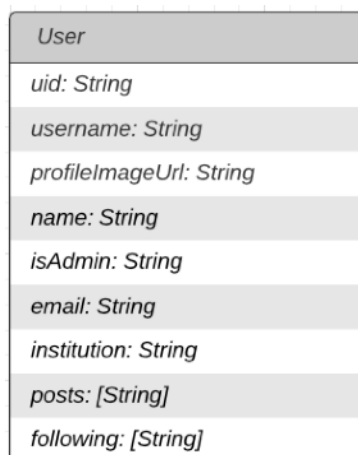 User
uid: String
username: String
profileImageUrl: String
name: String
isAdmin: String
email: String
institution: String
posts: [String]
following: [String]